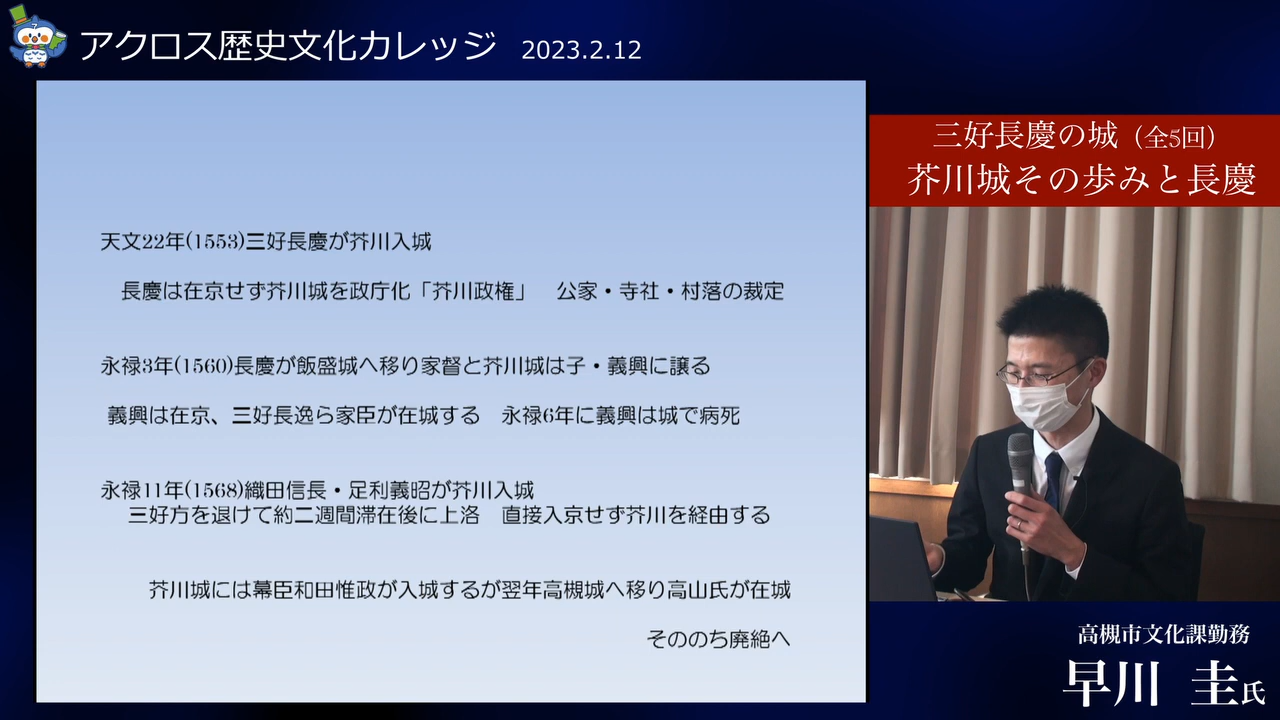 アクロス歴史文化カレッジ 2023.2.12
三好長慶の城（全5回）
芥川城その歩みと長慶
天文22年(1553)三好長慶が芥川入城
長慶は在京せず芥川城を政庁化「芥川政権」 公家・寺社・村落の裁定
永禄3年(1560)長慶が飯盛城へ移り家督と芥川城は子・義興に譲る
義興は在京、三好長逸ら家臣が在城する 永禄6年に義興は城で病死
永禄11年(1568)織田信長・足利義昭が芥川入城
三好方を退けて約二週間滞在後に上洛 直接入京せず芥川を経由する
芥川城には幕臣和田惟政が入城するが翌年高槻城へ移り高山氏が在城
そののち廃絶へ
高槻市文化課勤務
早川 圭氏